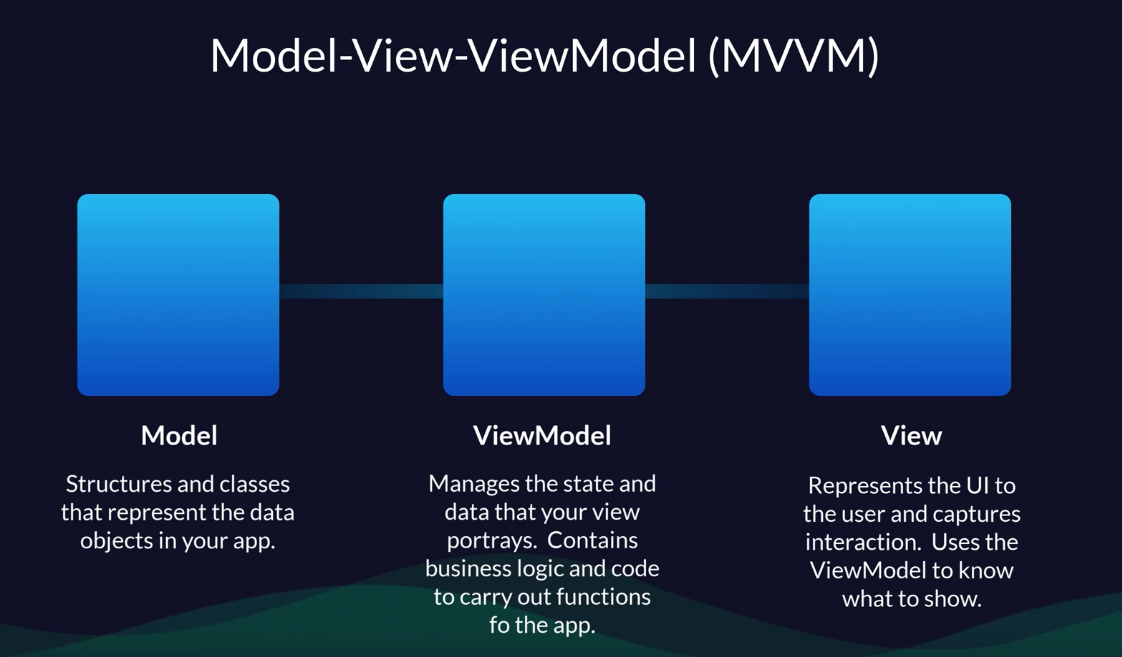 Model-View-ViewModel (MVVM)
Model
Structures and classes
that represent the data
objects in your app.
ViewModel
Manages the state and
data that your view
portrays.  Contains
business logic and code
to carry out functions
fo the app.
View
Represents the UI to
the user and captures
interaction.  Uses the
ViewModel to know
what to show.